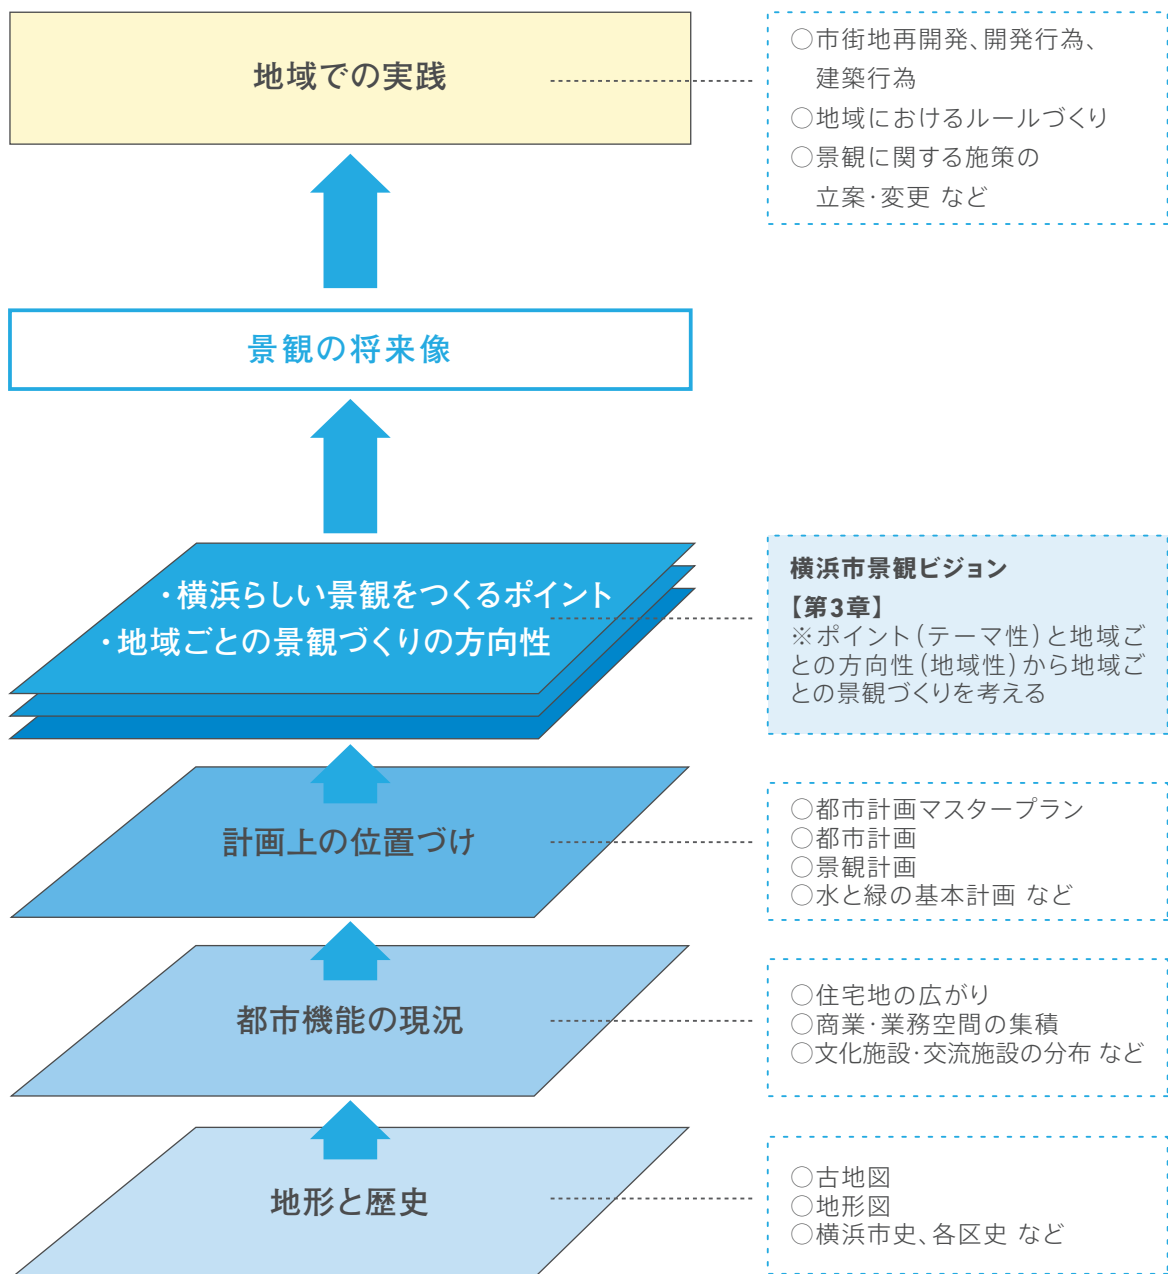 地域での実践
○市街地再開発、開発行為、
建築行為
○地域におけるルールづくり
○景観に関する施策の
立案・変更 など
景観の将来像
・横浜らしい景観をつくるポイント
・地域ごとの景観づくりの方向性
横浜市景観ビジョン
【第3章】
※ポイント(テーマ性)と地域ご
との方向性(地域性)から地域ご
との景観づくりを考える
計画上の位置づけ
○都市計画マスタープラン
○都市計画
○景観計画
○水と緑の基本計画 など
都市機能の現況
○住宅地の広がり
○商業・業務空間の集積
○文化施設・交流施設の分布 など
地形と歴史
○古地図
○地形図
○横浜市史、各区史 など